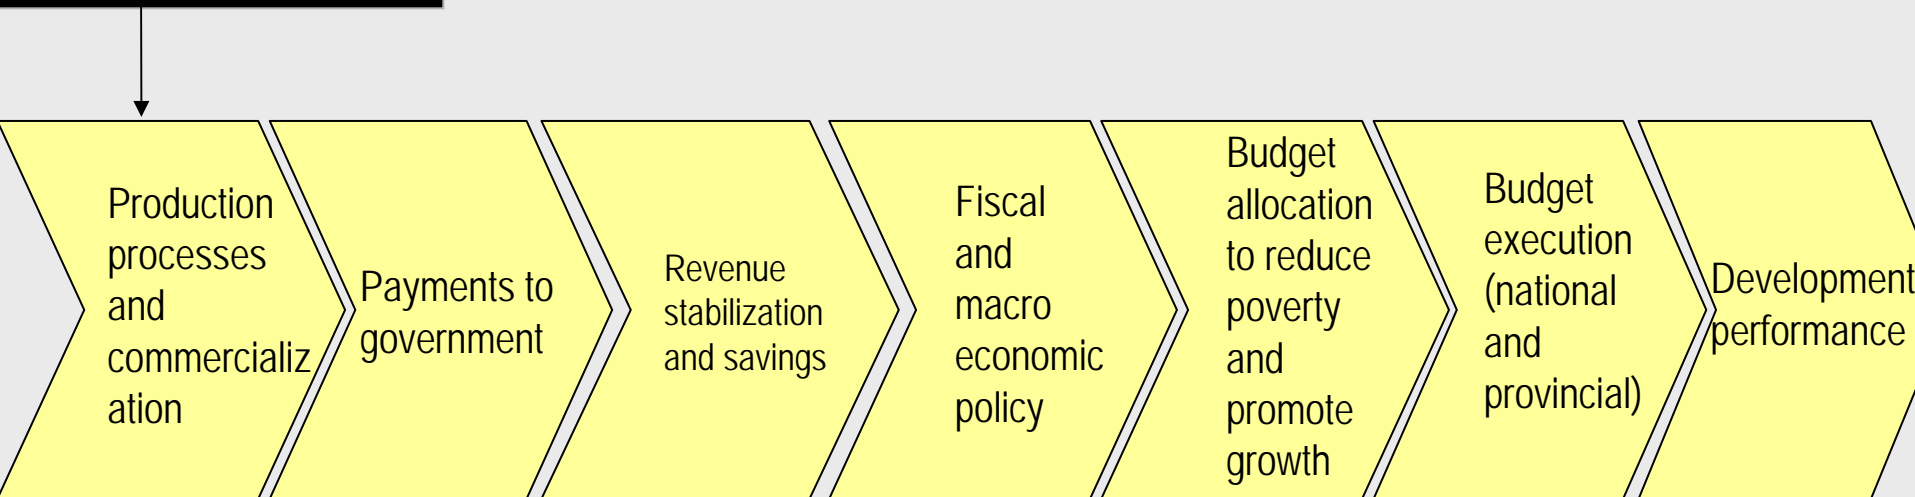 Production
processes
and
commercializ
ation
Payments to
government
Revenue
stabilization
and savings
Fiscal
and
macro
economic
policy
Budget
allocation
to reduce
poverty
and
promote
growth
Budget
execution
(national
and
provincial)
Development
performance